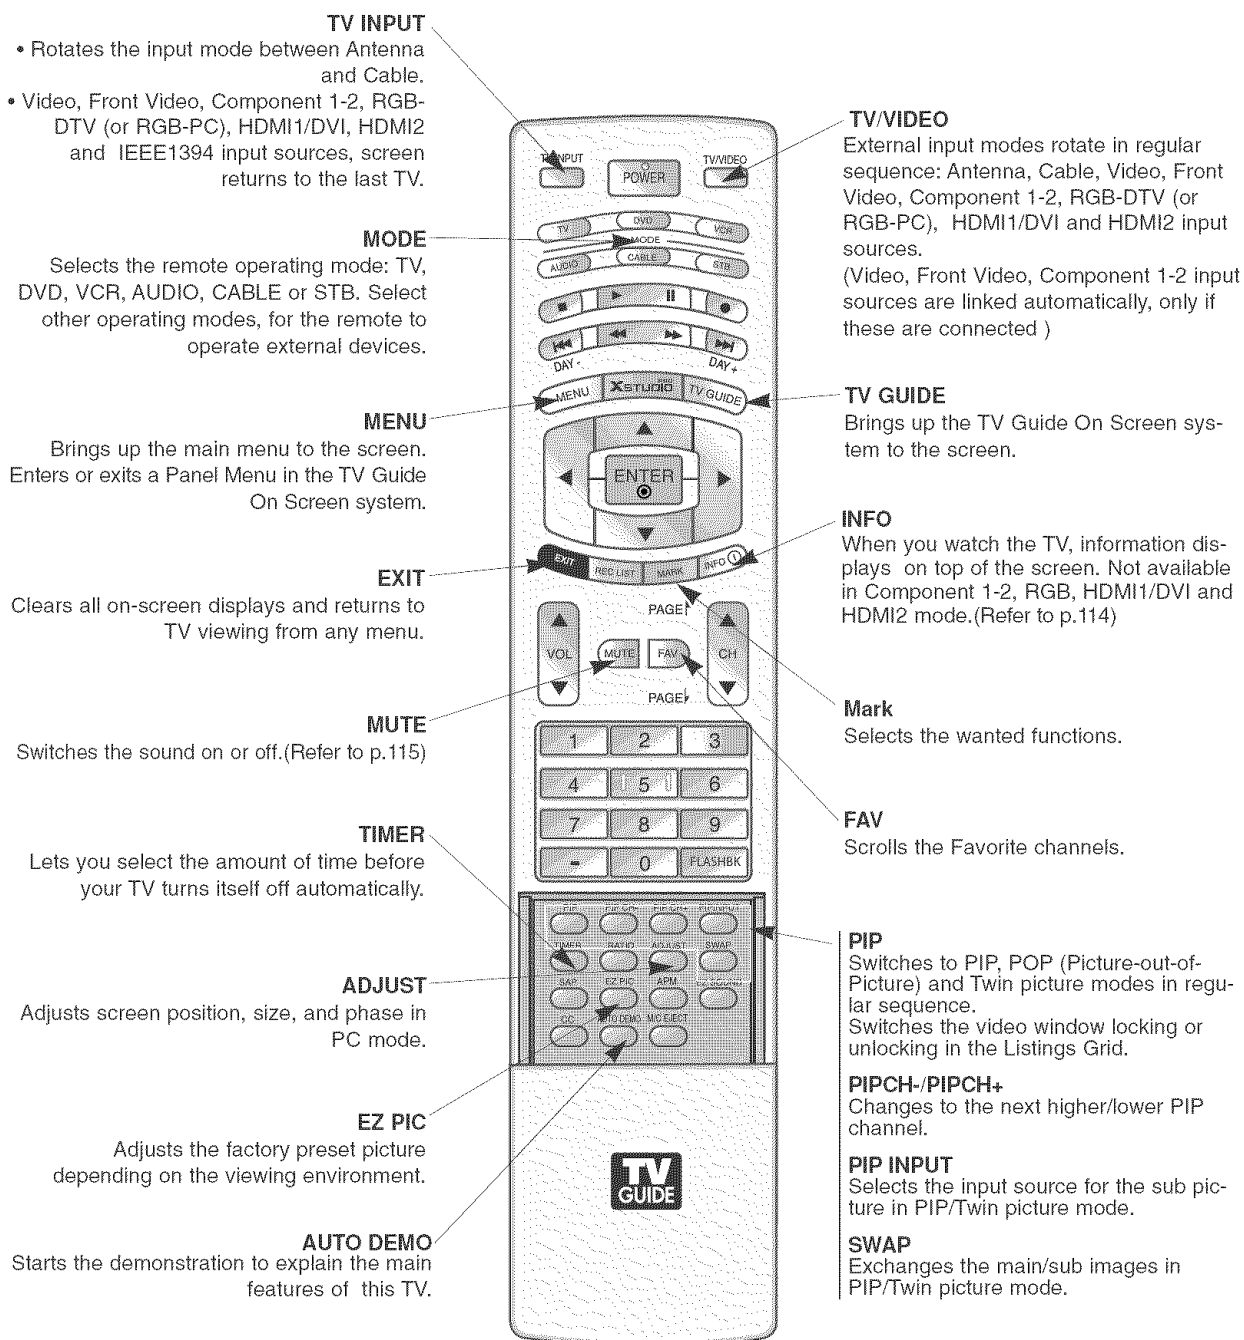 TV INPUT
• Rotates the input mode between Antenna
and Cable.
• Video, Front Video, Component 1-2, RGB-
DTV (or RGB-PC), HDMI1/DVI, HDMI2
and IEEE1394 input sources, screen
returns to the last TV.
MODE
Selects the remote operating mode: TV,
DVD, VCR, AUDIO, CABLE or STB. Select
other operating modes, for the remote to
operate external devices.
MENU
Brings up the main menu to the screen.
Enters or exits a Panel Menu in the TV Guide
On Screen system.
EXIT
Clears all on-screen displays and returns to
TV viewing from any menu.
MUTE
Switches the sound on or off.(Refer to p.115)
TIMER
Lets you select the amount of time before
your TV turns itself off automatically.
ADJUST
Adjusts screen position, size, and phase in
PC mode.
EZ PIC
Adjusts the factory preset picture
depending on the viewing environment.
AUTO DEMO
Starts the demonstration to explain the main
features of this TV.
TV INPUT
POWER
TV/VIDEO
TV
DVD
VCR
MODE
AUDIO
CABLE
STB
DAY -
DAY +
MENU
XSTUDIO
TV GUIDE
ENTER
EXIT
REC LIST
MARK
INFO i
PAGE
VOL
MUTE
FAV
CH
PAGE
1 2 3
4 5 6
7 8 9
- 0 FLASHBK
PIP PIP CH- PIP CH+ PIP INPUT
TIMER RATIO ADJUST SWAP
SAP EZ PIC APM
CC AUTO DEMO M/C EJECT
TV
GUIDE
TV/VIDEO
External input modes rotate in regular
sequence: Antenna, Cable, Video, Front
Video, Component 1-2, RGB-DTV (or
RGB-PC), HDMI1/DVI and HDMI2 input
sources.
(Video, Front Video, Component 1-2 input
sources are linked automatically, only if
these are connected )
TV GUIDE
Brings up the TV Guide On Screen sys-
tem to the screen.
INFO
When you watch the TV, information dis-
plays on top of the screen. Not available
in Component 1-2, RGB, HDMI1/DVI and
HDMI2 mode.(Refer to p.114)
Mark
Selects the wanted functions.
FAV
Scrolls the Favorite channels.
PIP
Switches to PIP, POP (Picture-out-of-
Picture) and Twin picture modes in regu-
lar sequence.
Switches the video window locking or
unlocking in the Listings Grid.
PIPCH-/PIPCH+
Changes to the next higher/lower PIP
channel.
PIP INPUT
Selects the input source for the sub pic-
ture in PIP/Twin picture mode.
SWAP
Exchanges the main/sub images in
PIP/Twin picture mode.